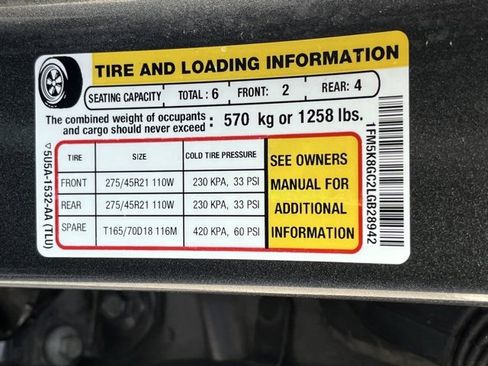 TIRE AND LOADING INFORMATION
SEATING CAPACITY TOTAL : 6 FRONT: 2 REAR: 4
The combined weight of occupants
and cargo should never exceed : 570 kg or 1258 lbs.
TIRE SIZE COLD TIRE PRESSURE
FRONT 275/45R21 110W 230 KPA, 33 PSI
REAR 275/45R21 110W 230 KPA, 33 PSI
SPARE T165/70D18 116M 420 KPA, 60 PSI
SEE OWNERS
MANUAL FOR
ADDITIONAL
INFORMATION
5U5A-1532-AA (TLU)
1FM5K8GC2LGB28942